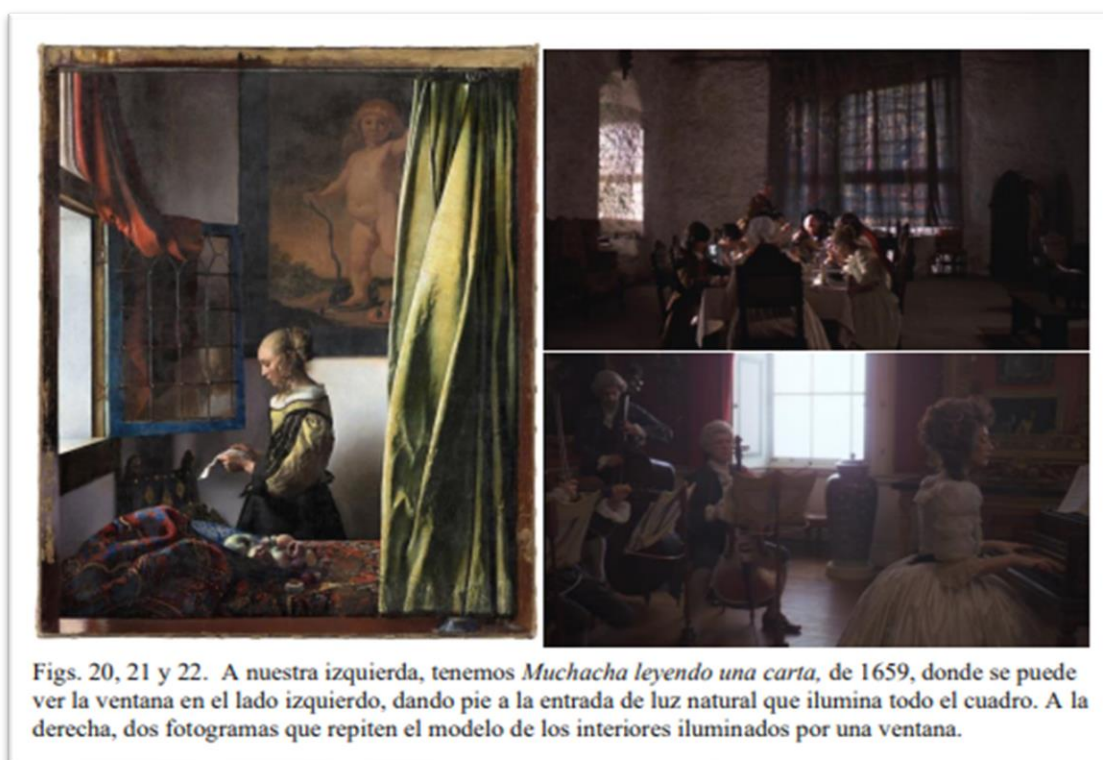 Figs. 20, 21 y 22. A nuestra izquierda, tenemos Muchacha leyendo una carta, de 1659, donde se puede
ver la ventana en el lado izquierdo, dando pie a la entrada de luz natural que ilumina todo el cuadro. A la
derecha, dos fotogramas que repiten el modelo de los interiores iluminados por una ventana.